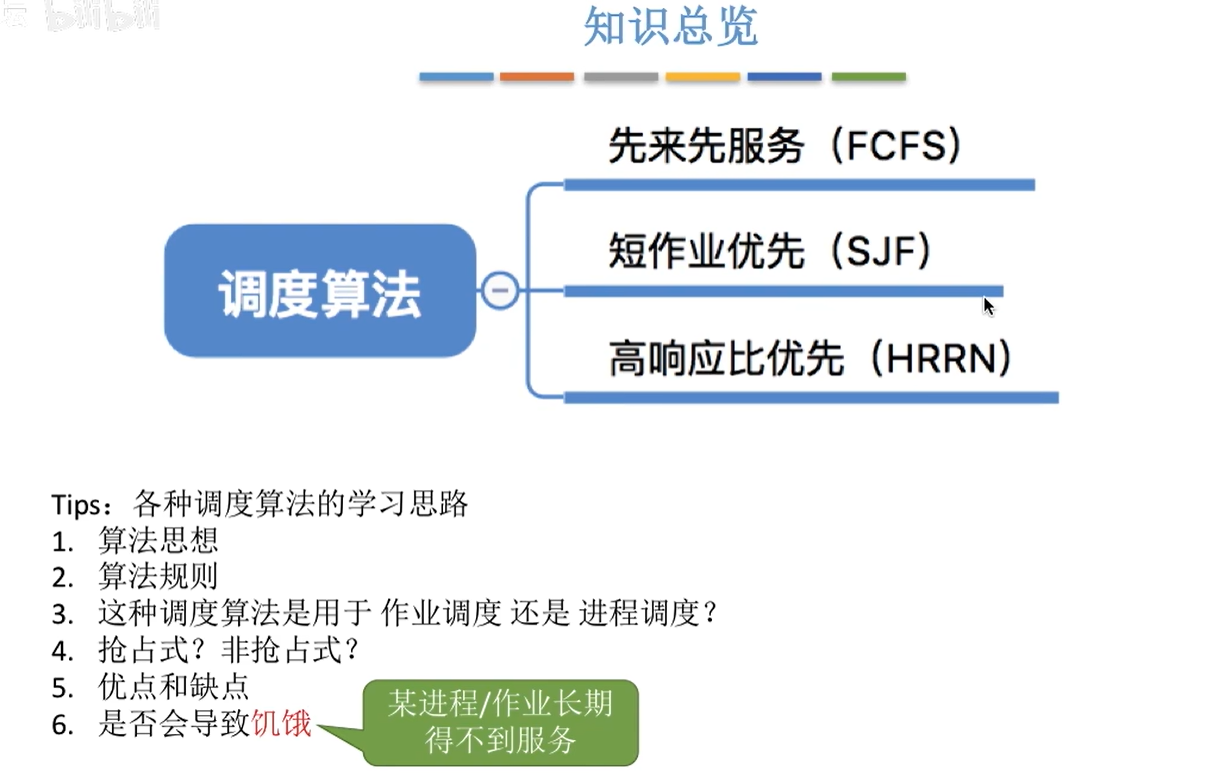 bilibili
知识总览
先来先服务（FCFS）
短作业优先（SJF）
调度算法
高响应比优先（HRRN）
Tips：各种调度算法的学习思路
1. 算法思想
2. 算法规则
3. 这种调度算法是用于 作业调度 还是 进程调度？
4. 抢占式？非抢占式？
5. 优点和缺点
6. 是否会导致饥饿
某进程/作业长期
得不到服务